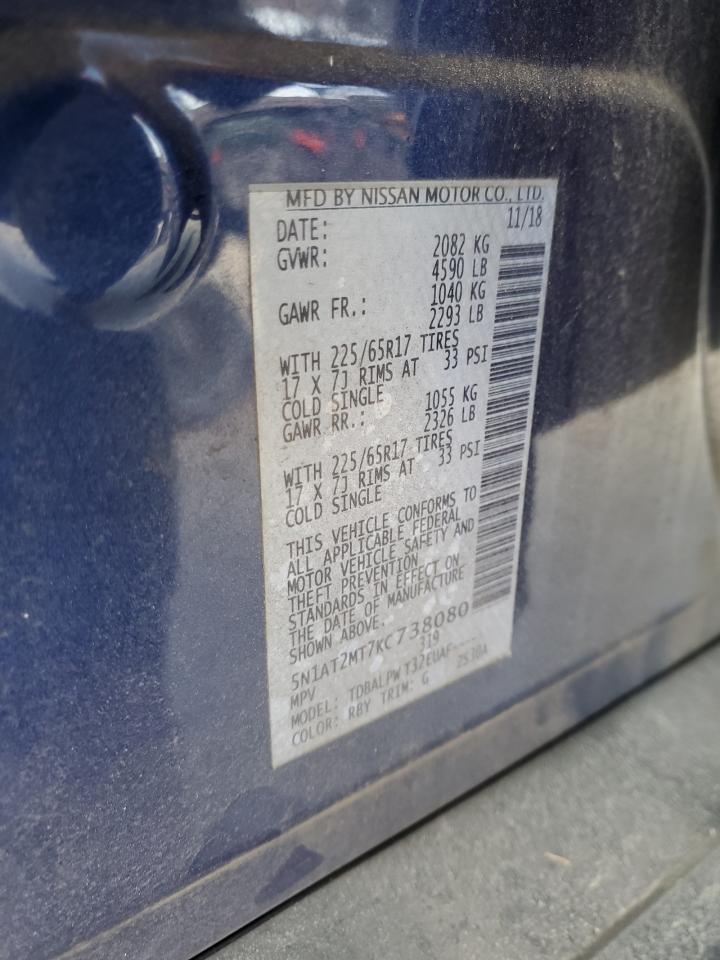 MFD BY NISSAN MOTOR CO., LTD.
DATE: 11/18
GVWR: 2082 KG
4590 LB
GAWR FR.: 1040 KG
2293 LB
WITH 225/65R17 TIRES
17 X 7J RIMS AT 33 PSI
COLD SINGLE
GAWR RR.: 1055 KG
2326 LB
WITH 225/65R17 TIRES
17 X 7J RIMS AT 33 PSI
COLD SINGLE
THIS VEHICLE CONFORMS TO
ALL APPLICABLE FEDERAL
MOTOR VEHICLE SAFETY AND
THEFT PREVENTION
STANDARDS IN EFFECT ON
THE DATE OF MANUFACTURE
SHOWN ABOVE.
5N1AT2MT7KC738080
MPV 319
MODEL: TDBALPW T32EUAF----
COLOR: RBY TRIM: G